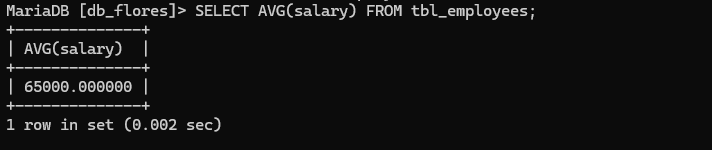 MariaDB [db_flores]> SELECT AVG(salary) FROM tbl_employees;
+--------------+
| AVG(salary)  |
+--------------+
| 65000.000000 |
+--------------+
1 row in set (0.002 sec)